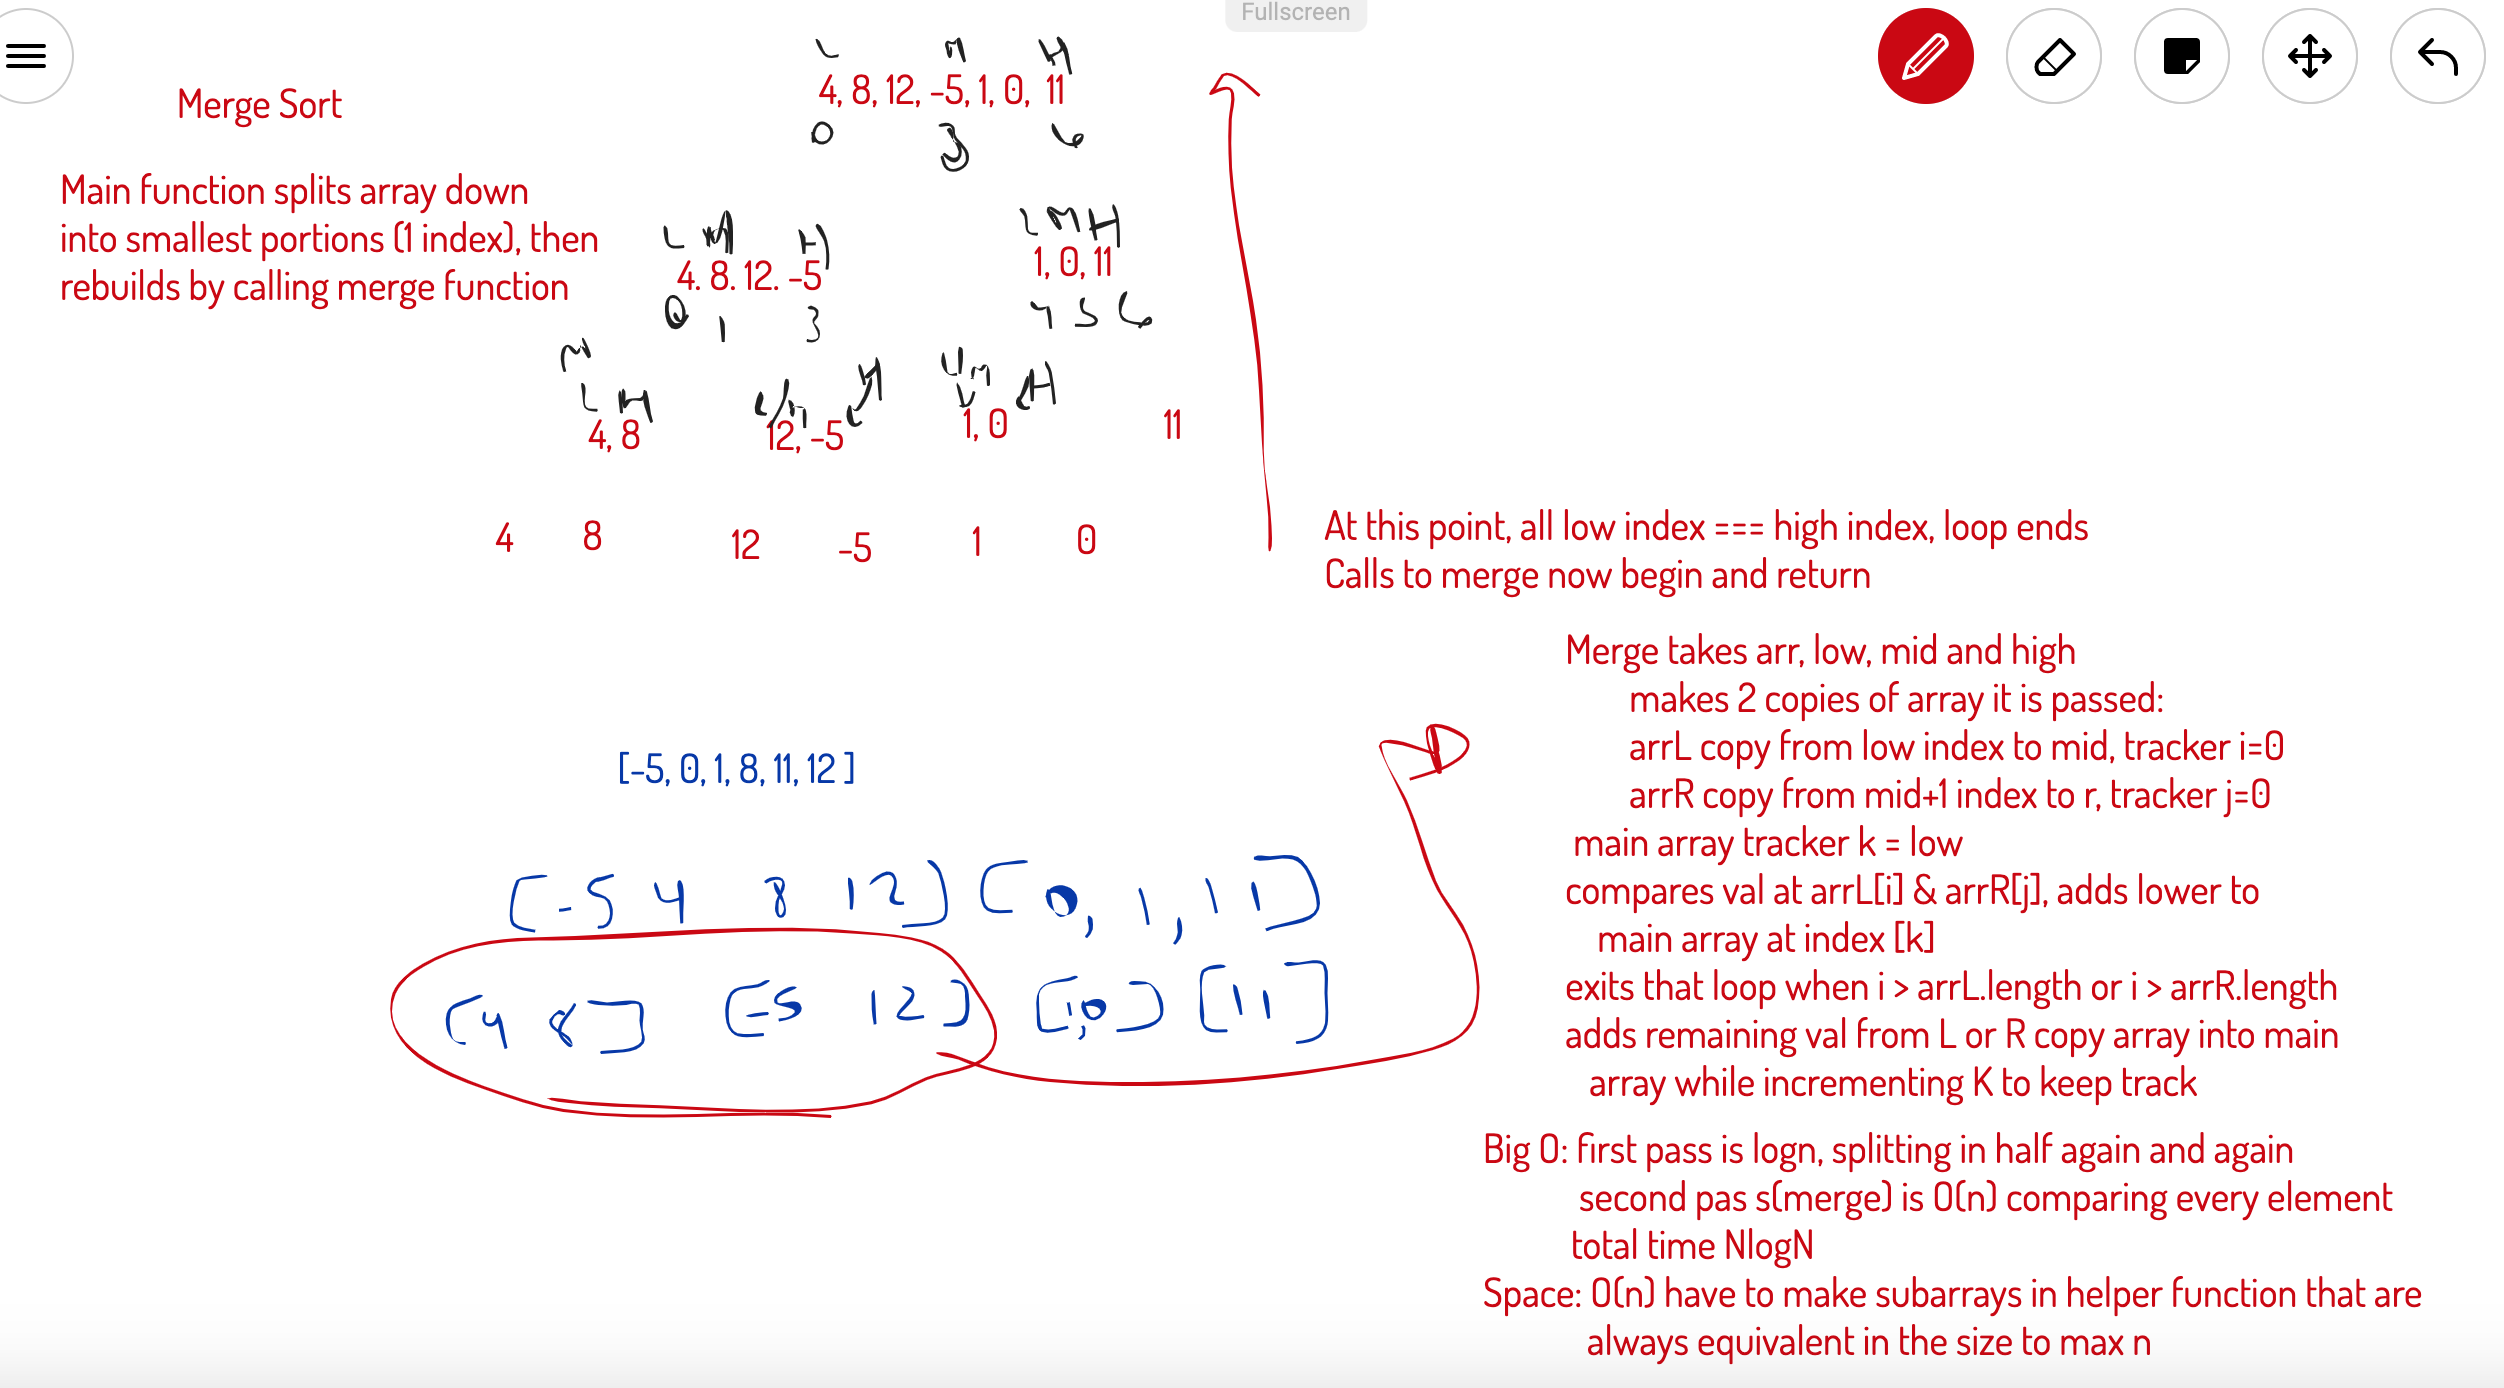 Fullscreen
L M H
Merge Sort
4, 8, 12, -5, 1, 0, 11
0 3 6
Main function splits array down
into smallest portions (1 index), then
rebuilds by calling merge function
L M H
L M H
4. 8. 12. -5
1, 0, 11
0 1 3
4 5 6
M
L H
L M H
L M H
4, 8
12, -5
1, 0
11
4 8 12 -5 1 0
At this point, all low index === high index, loop ends
Calls to merge now begin and return
Merge takes arr, low, mid and high
makes 2 copies of array it is passed:
arrL copy from low index to mid, tracker i=0
arrR copy from mid+1 index to r, tracker j=0
main array tracker k = low
compares val at arrL[i] & arrR[j], adds lower to
main array at index [k]
exits that loop when i > arrL.length or i > arrR.length
adds remaining val from L or R copy array into main
array while incrementing K to keep track
[-5, 0, 1, 8, 11, 12 ]
[-5 4 8 12] [0, 1, 11]
[4 8] [-5 12] [1,0] [11]
Big O: first pass is logn, splitting in half again and again
second pas s(merge) is O(n) comparing every element
total time NlogN
Space: O(n) have to make subarrays in helper function that are
always equivalent in the size to max n